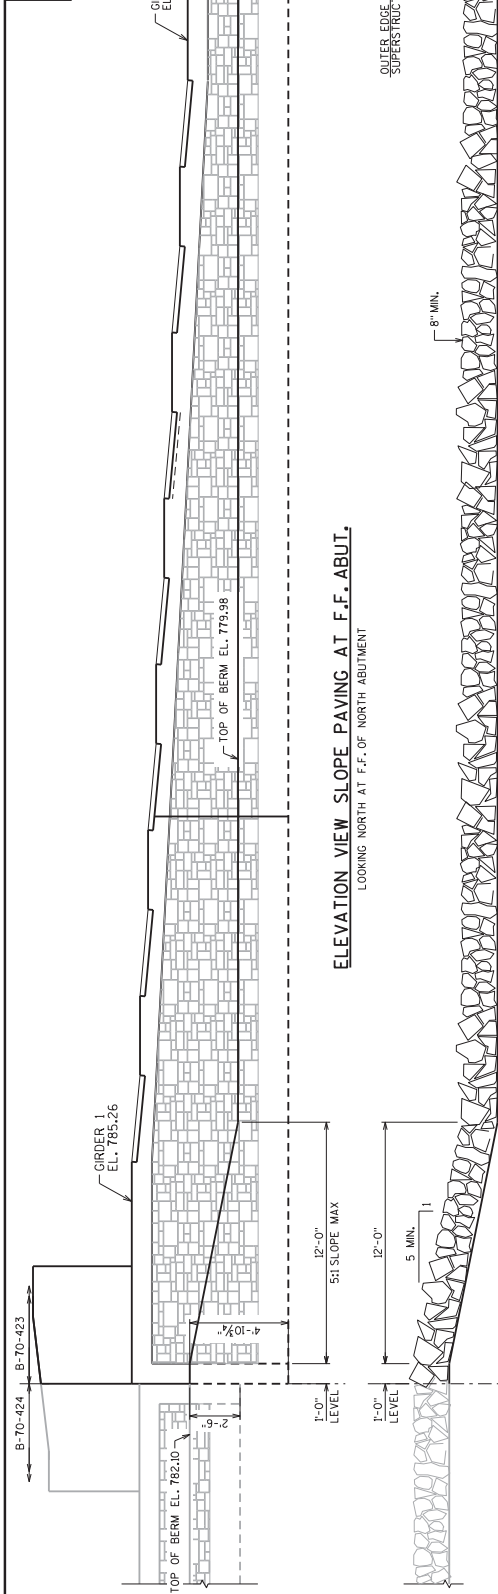 B-70-424
B-70-423
GIRDER 1
EL. 785.26
TOP OF BERM EL. 782.10
2'-6"
4'-10¾"
1'-0"
LEVEL
12'-0"
5:1 SLOPE MAX
TOP OF BERM EL. 779.98
ELEVATION VIEW SLOPE PAVING AT F.F. ABUT.
LOOKING NORTH AT F.F. OF NORTH ABUTMENT
1'-0"
LEVEL
12'-0"
5 MIN.
1
8" MIN.
OUTER EDGE